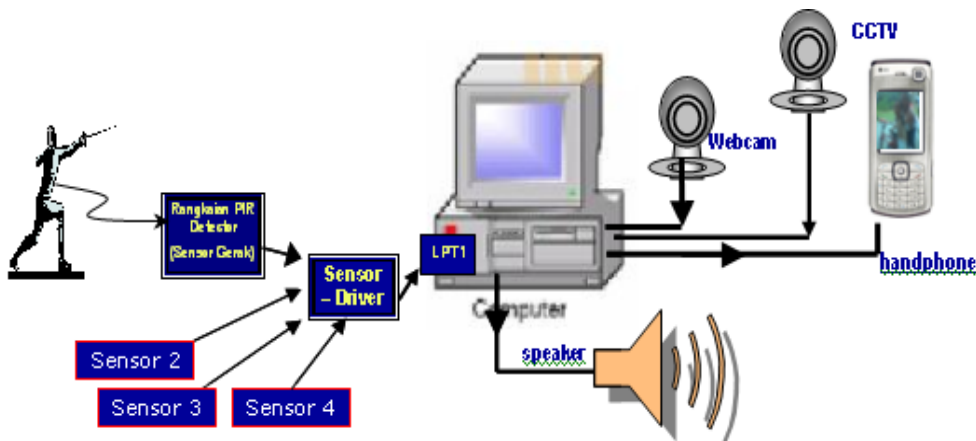 CCTV
Webcam
Rangkaian PIR
Detector
(Sensor Gerak)
LPT1
handphone
Sensor
– Driver
Computer
speaker
Sensor 2
Sensor 3
Sensor 4